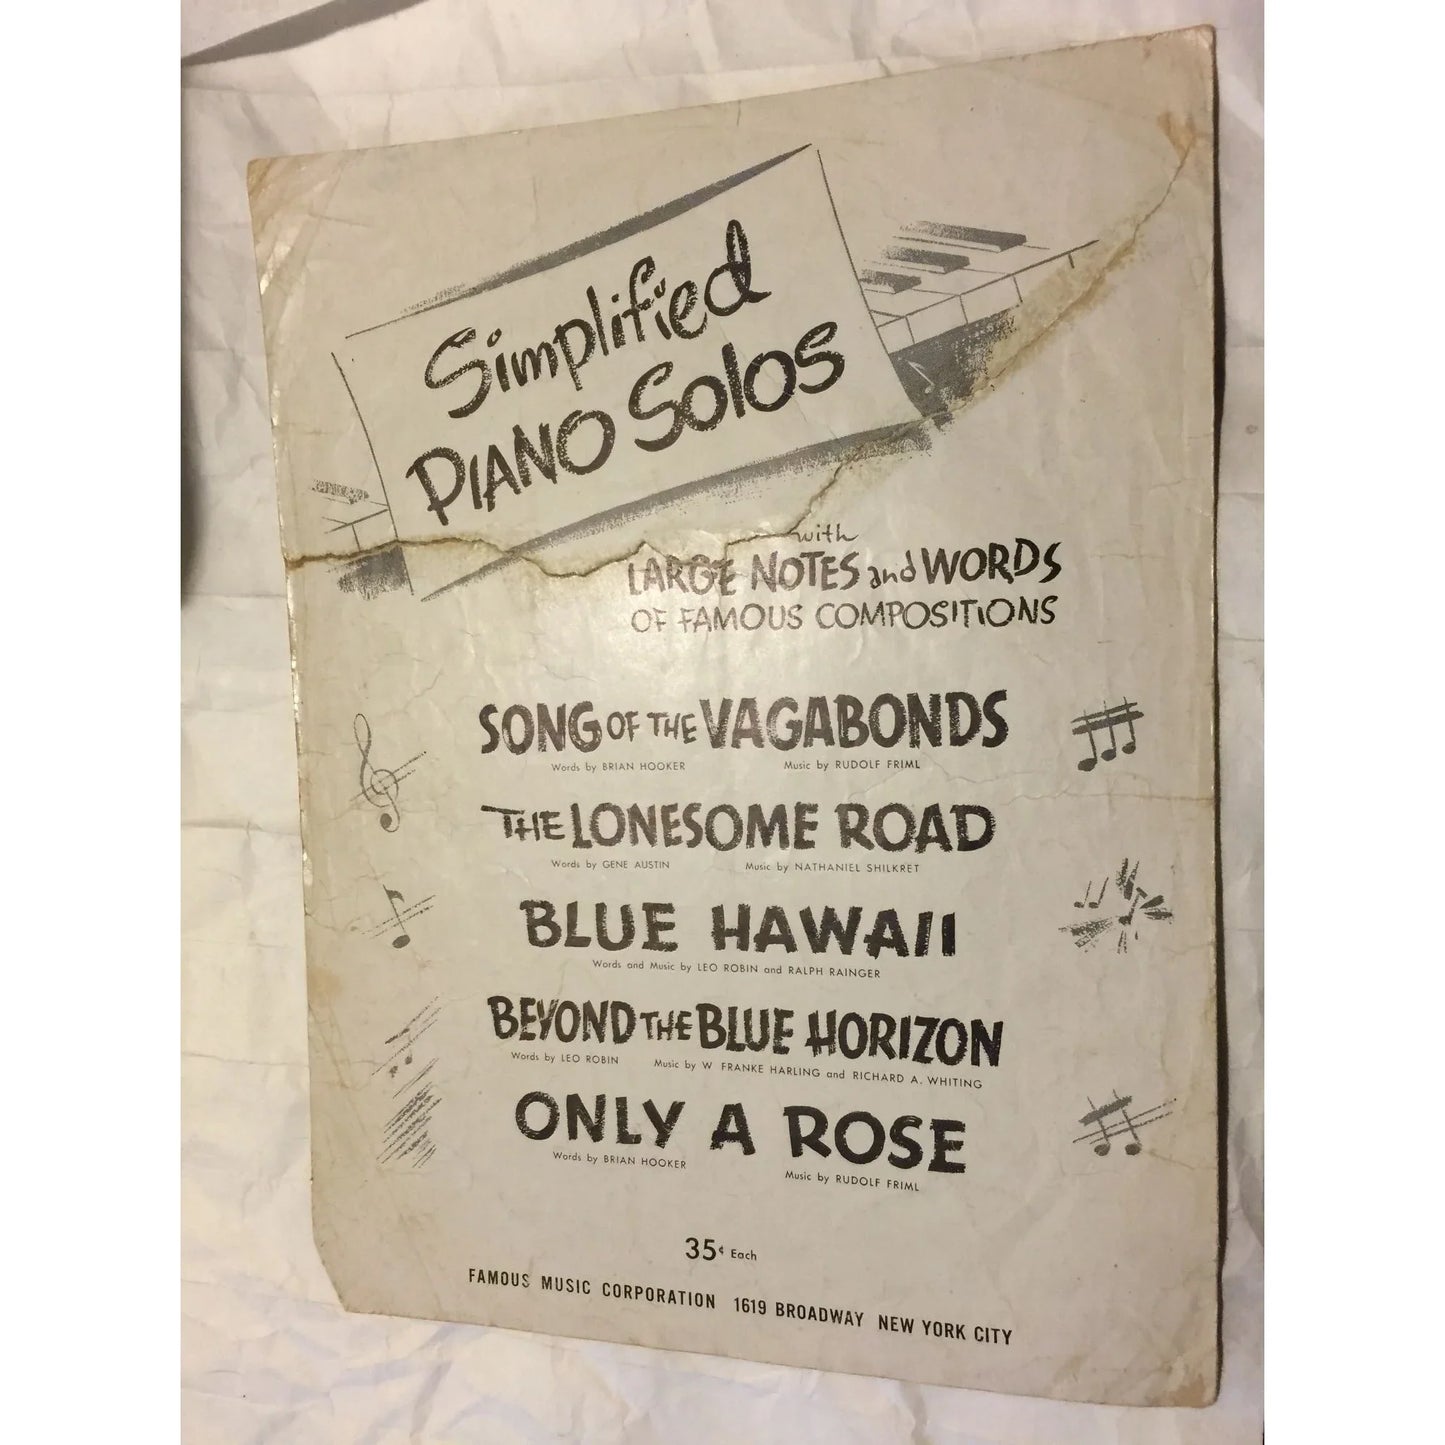 Simplified
PIANO Solos
with
LARGE NOTES and WORDS
OF FAMOUS COMPOSITIONS
SONG OF THE VAGABONDS
Words by BRIAN HOOKER Music by RUDOLF FRIML
THE LONESOME ROAD
Words by GENE AUSTIN Music by NATHANIEL SHILKRET
BLUE HAWAII
Words and Music by LEO ROBIN and RALPH RAINGER
BEYOND THE BLUE HORIZON
Words by LEO ROBIN Music by W FRANKE HARLING and RICHARD A. WHITING
ONLY A ROSE
Words by BRIAN HOOKER Music by RUDOLF FRIML
35¢ Each
FAMOUS MUSIC CORPORATION 1619 BROADWAY NEW YORK CITY